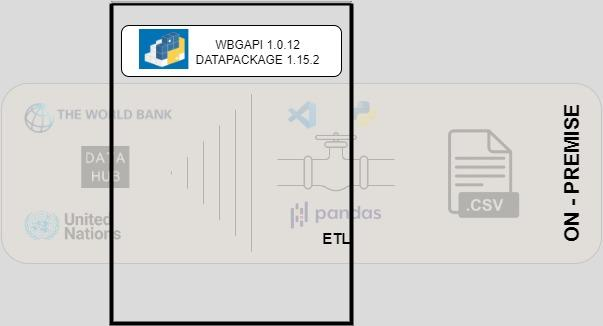 WBGAPI 1.0.12
DATAPACKAGE 1.15.2
THE WORLD BANK
DATA
HUB
United
Nations
pandas
ETL
.CSV
ON - PREMISE